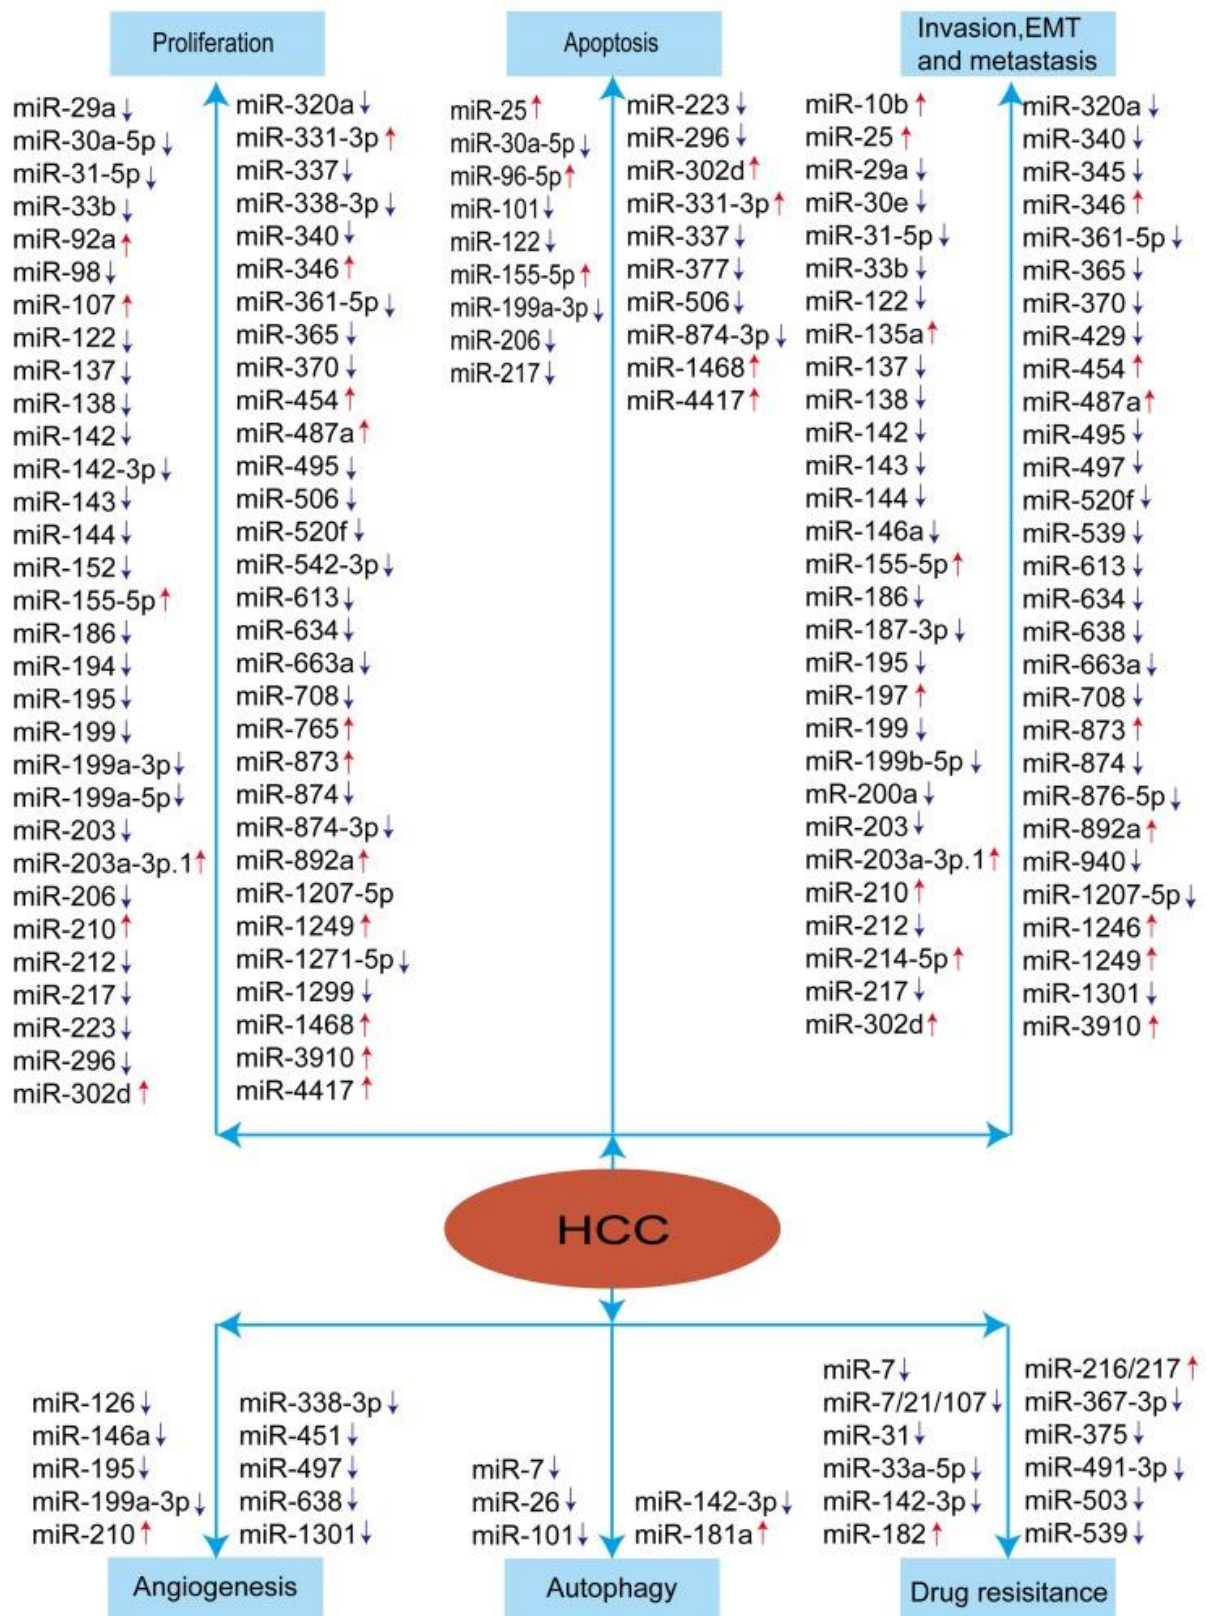 Proliferation
miR-29a↓
miR-30a-5p↓
miR-31-5p↓
miR-33b↓
miR-92a↑
miR-98↓
miR-107↑
miR-122↓
miR-137↓
miR-138↓
miR-142↓
miR-142-3p↓
miR-143↓
miR-144↓
miR-152↓
miR-155-5p↑
miR-186↓
miR-194↓
miR-195↓
miR-199↓
miR-199a-3p↓
miR-199a-5p↓
miR-203↓
miR-203a-3p.1↑
miR-206↓
miR-210↑
miR-212↓
miR-217↓
miR-223↓
miR-296↓
miR-302d↑
miR-320a↓
miR-331-3p↑
miR-337↓
miR-338-3p↓
miR-340↓
miR-346↑
miR-361-5p↓
miR-365↓
miR-370↓
miR-454↑
miR-487a↑
miR-495↓
miR-506↓
miR-520f↓
miR-542-3p↓
miR-613↓
miR-634↓
miR-663a↓
miR-708↓
miR-765↑
miR-873↑
miR-874↓
miR-874-3p↓
miR-892a↑
miR-1207-5p
miR-1249↑
miR-1271-5p↓
miR-1299↓
miR-1468↑
miR-3910↑
miR-4417↑
Apoptosis
miR-25↑
miR-30a-5p↓
miR-96-5p↑
miR-101↓
miR-122↓
miR-155-5p↑
miR-199a-3p↓
miR-206↓
miR-217↓
miR-223↓
miR-296↓
miR-302d↑
miR-331-3p↑
miR-337↓
miR-377↓
miR-506↓
miR-874-3p↓
miR-1468↑
miR-4417↑
Invasion,EMT
and metastasis
miR-10b↑
miR-25↑
miR-29a↓
miR-30e↓
miR-31-5p↓
miR-33b↓
miR-122↓
miR-135a↑
miR-137↓
miR-138↓
miR-142↓
miR-143↓
miR-144↓
miR-146a↓
miR-155-5p↑
miR-186↓
miR-187-3p↓
miR-195↓
miR-197↑
miR-199↓
miR-199b-5p↓
mR-200a↓
miR-203↓
miR-203a-3p.1↑
miR-210↑
miR-212↓
miR-214-5p↑
miR-217↓
miR-302d↑
miR-320a↓
miR-340↓
miR-345↓
miR-346↑
miR-361-5p↓
miR-365↓
miR-370↓
miR-429↓
miR-454↑
miR-487a↑
miR-495↓
miR-497↓
miR-520f↓
miR-539↓
miR-613↓
miR-634↓
miR-638↓
miR-663a↓
miR-708↓
miR-873↑
miR-874↓
miR-876-5p↓
miR-892a↑
miR-940↓
miR-1207-5p↓
miR-1246↑
miR-1249↑
miR-1301↓
miR-3910↑
HCC
miR-126↓
miR-146a↓
miR-195↓
miR-199a-3p↓
miR-210↑
miR-338-3p↓
miR-451↓
miR-497↓
miR-638↓
miR-1301↓
Angiogenesis
miR-7↓
miR-26↓
miR-101↓
miR-142-3p↓
miR-181a↑
Autophagy
miR-7↓
miR-7/21/107↓
miR-31↓
miR-33a-5p↓
miR-142-3p↓
miR-182↑
miR-216/217↑
miR-367-3p↓
miR-375↓
miR-491-3p↓
miR-503↓
miR-539↓
Drug resisitance